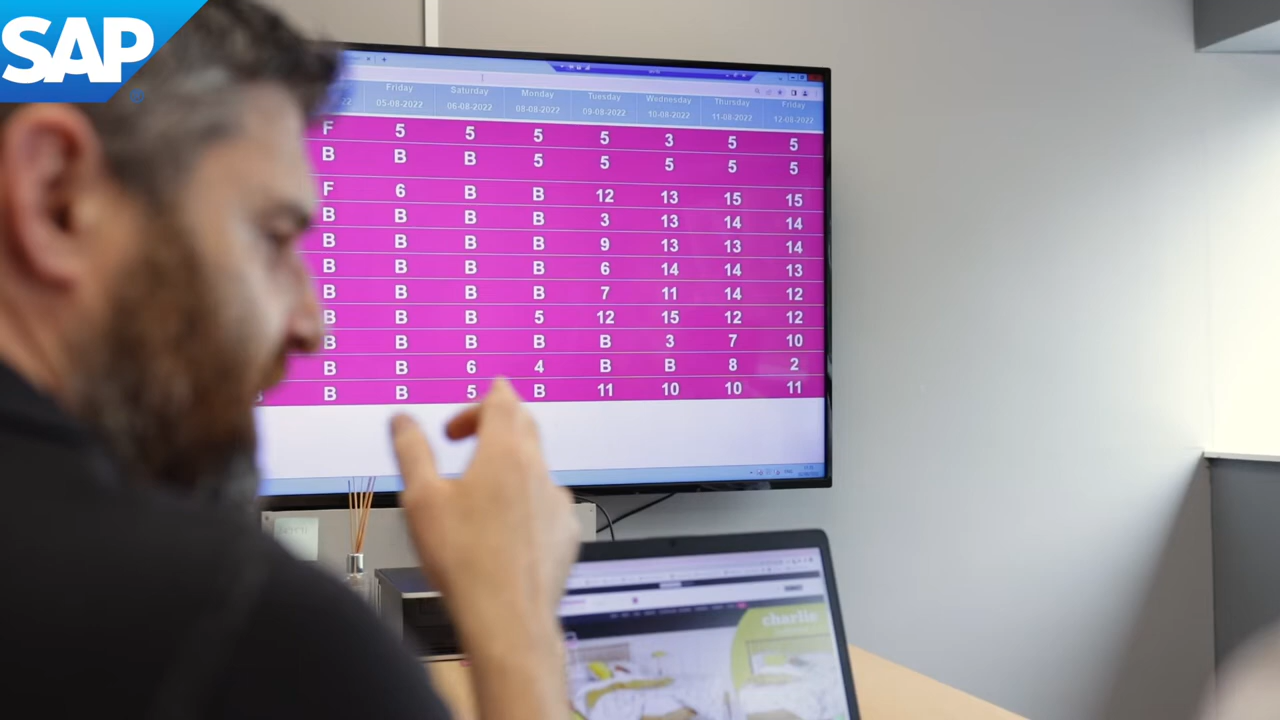 SAP
Friday Saturday Monday Tuesday Wednesday Thursday Friday
05-08-2022 06-08-2022 08-08-2022 09-08-2022 10-08-2022 11-08-2022 12-08-2022
F 5 5 5 5 3 5 5
B B B 5 5 5 5 5
F 6 B B 12 13 15 15
B B B B 3 13 14 14
B B B B 9 13 13 14
B B B B 6 14 14 13
B B B B 7 11 14 12
B B B 5 12 15 12 12
B B B B B 3 7 10
B B 6 4 B B 8 2
B B 5 B 11 10 10 11
charlie